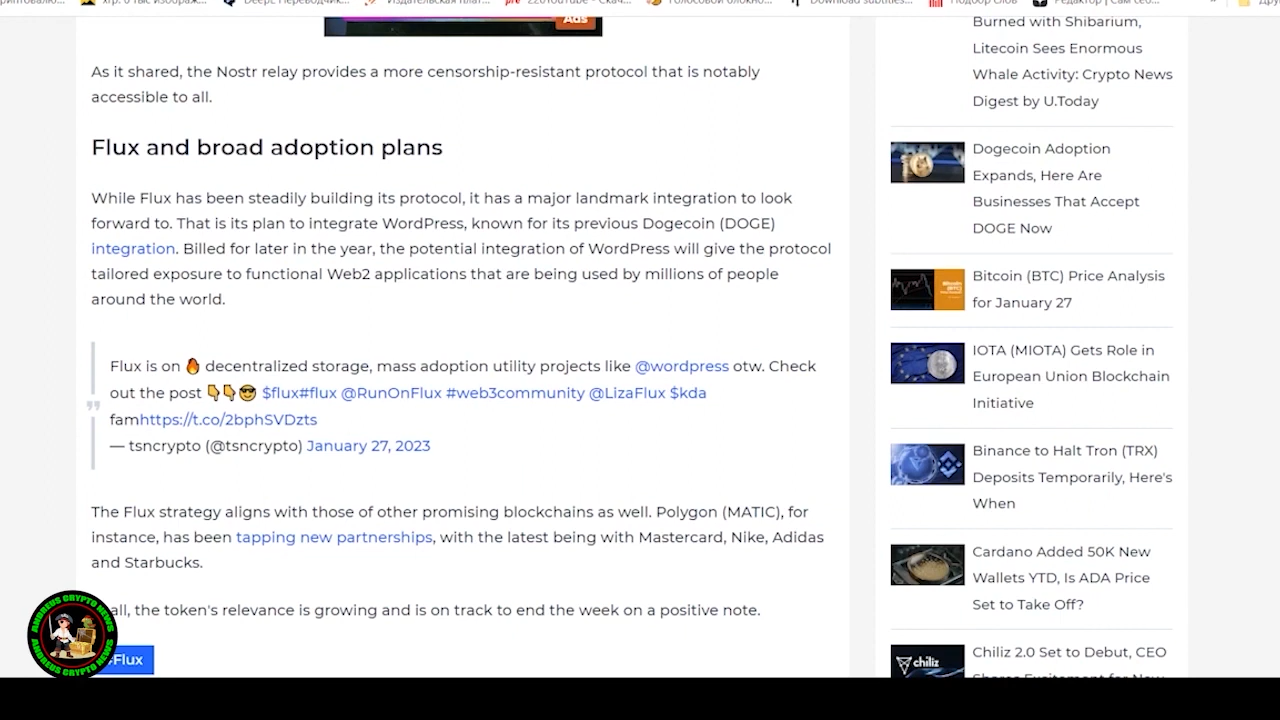 Ads
As it shared, the Nostr relay provides a more censorship-resistant protocol that is notably
accessible to all.
Flux and broad adoption plans
While Flux has been steadily building its protocol, it has a major landmark integration to look
forward to. That is its plan to integrate WordPress, known for its previous Dogecoin (DOGE)
integration. Billed for later in the year, the potential integration of WordPress will give the protocol
tailored exposure to functional Web2 applications that are being used by millions of people
around the world.
Flux is on 🔥 decentralized storage, mass adoption utility projects like @wordpress otw. Check
out the post 👇👇😎 $flux#flux @RunOnFlux #web3community @LizaFlux $kda
famhttps://t.co/2bphSVDzts
— tsncrypto (@tsncrypto) January 27, 2023
The Flux strategy aligns with those of other promising blockchains as well. Polygon (MATIC), for
instance, has been tapping new partnerships, with the latest being with Mastercard, Nike, Adidas
and Starbucks.
all, the token's relevance is growing and is on track to end the week on a positive note.
#Flux
ANDREUS CRYPTO NEWS
ANDREUS CRYPTO NEWS
Burned with Shibarium,
Litecoin Sees Enormous
Whale Activity: Crypto News
Digest by U.Today
Dogecoin Adoption
Expands, Here Are
Businesses That Accept
DOGE Now
Bitcoin (BTC) Price Analysis
for January 27
IOTA (MIOTA) Gets Role in
European Union Blockchain
Initiative
Binance to Halt Tron (TRX)
Deposits Temporarily, Here's
When
Cardano Added 50K New
Wallets YTD, Is ADA Price
Set to Take Off?
chiliz
Chiliz 2.0 Set to Debut, CEO